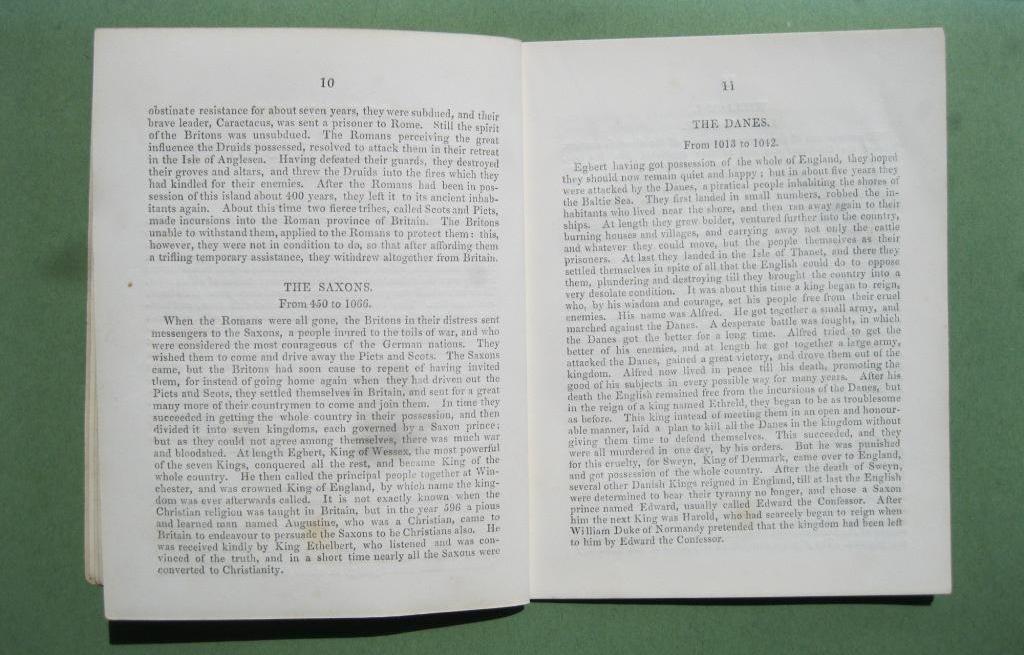 10
obstinate resistance for about seven years, they were subdued, and their
brave leader, Caractacus, was sent a prisoner to Rome. Still the spirit
of the Britons was unsubdued. The Romans perceiving the great
influence the Druids possessed, resolved to attack them in their retreat
in the Isle of Anglesea. Having defeated their guards, they destroyed
their groves and altars, and threw the Druids into the fires which they
had kindled for their enemies. After the Romans had been in pos-
session of this island about 400 years, they left it to its ancient inhab-
itants again. About this time two fierce tribes, called Scots and Picts,
made incursions into the Roman province of Britain. The Britons
unable to withstand them, applied to the Romans to protect them: this,
however, they were not in condition to do, so that after affording them
a trifling temporary assistance, they withdrew altogether from Britain.
THE SAXONS.
From 450 to 1066.
When the Romans were all gone, the Britons in their distress sent
messengers to the Saxons, a people inured to the toils of war, and who
were considered the most courageous of the German nations. They
wished them to come and drive away the Picts and Scots. The Saxons
came, but the Britons had soon cause to repent of having invited
them, for instead of going home again when they had driven out the
Picts and Scots, they settled themselves in Britain, and sent for a great
many more of their countrymen to come and join them. In time they
succeeded in getting the whole country in their possession, and then
divided it into seven kingdoms, each governed by a Saxon prince;
but as they could not agree among themselves, there was much war
and bloodshed. At length Egbert, King of Wessex, the most powerful
of the seven Kings, conquered all the rest, and became King of the
whole country. He then called the principal people together at Win-
chester, and was crowned King of England, by which name the king-
dom was ever afterwards called. It is not exactly known when the
Christian religion was taught in Britain, but in the year 596 a pious
and learned man named Augustine, who was a Christian, came to
Britain to endeavour to persuade the Saxons to be Christians also. He
was received kindly by King Ethelbert, who listened and was con-
vinced of the truth, and in a short time nearly all the Saxons were
converted to Christianity.
11
THE DANES.
From 1013 to 1042.
Egbert having got possession of the whole of England, they hoped
they should now remain quiet and happy; but in about five years they
were attacked by the Danes, a piratical people inhabiting the shores of
the Baltic Sea. They first landed in small numbers, robbed the in-
habitants who lived near the shore, and then ran away again to their
ships. At length they grew bolder, ventured further into the country,
burning houses and villages, and carrying away not only the cattle
and whatever they could move, but the people themselves as their
prisoners. At last they landed in the Isle of Thanet, and there they
settled themselves in spite of all that the English could do to oppose
them, plundering and destroying till they brought the country into a
very desolate condition. It was about this time a king began to reign,
who, by his wisdom and courage, set his people free from their cruel
enemies. His name was Alfred. He got together a small army, and
marched against the Danes. A desperate battle was fought, in which
the Danes got the better for a long time. Alfred tried to get the
better of his enemies, and at length he got together a large army,
attacked the Danes, gained a great victory, and drove them out of the
kingdom. Alfred now lived in peace till his death, promoting the
good of his subjects in every possible way for many years. After his
death the English remained free from the incursions of the Danes, but
in the reign of a king named Ethreld, they began to be as troublesome
as before. This king instead of meeting them in an open and honour-
able manner, laid a plan to kill all the Danes in the kingdom without
giving them time to defend themselves. This succeeded, and they
were all murdered in one day, by his orders. But he was punished
for this cruelty, for Sweyn, King of Denmark, came over to England,
and got possession of the whole country. After the death of Sweyn,
several other Danish Kings reigned in England, till at last the English
were determined to bear their tyranny no longer, and chose a Saxon
prince named Edward, usually called Edward the Confessor. After
him the next King was Harold, who had scarcely began to reign when
William Duke of Normandy pretended that the kingdom had been left
to him by Edward the Confessor.